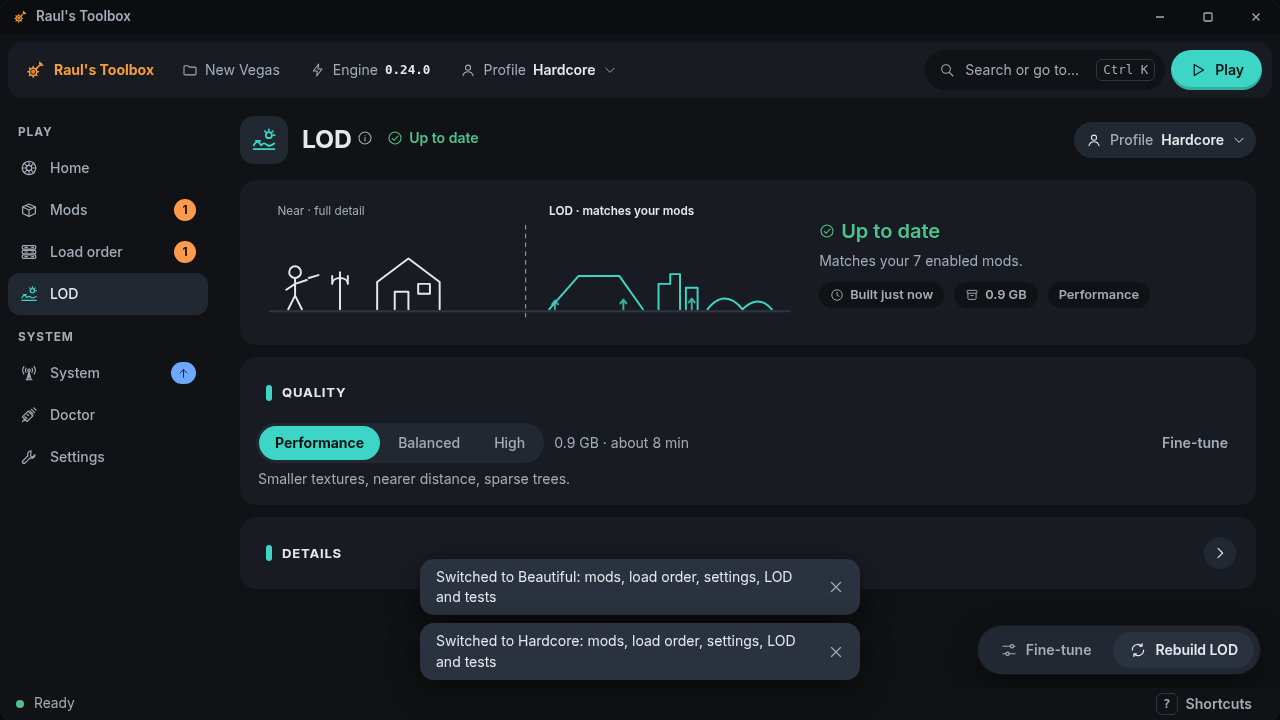 Raul's Toolbox
Raul's Toolbox
New Vegas
Engine 0.24.0
Profile Hardcore
Search or go to...
Ctrl K
Play
PLAY
Home
Mods
1
Load order
1
LOD
SYSTEM
System
Doctor
Settings
LOD
Up to date
Profile Hardcore
Near · full detail
LOD · matches your mods
Up to date
Matches your 7 enabled mods.
Built just now
0.9 GB
Performance
QUALITY
Performance
Balanced
High
0.9 GB · about 8 min
Fine-tune
Smaller textures, nearer distance, sparse trees.
DETAILS
Switched to Beautiful: mods, load order, settings, LOD
and tests
Switched to Hardcore: mods, load order, settings, LOD
and tests
Fine-tune
Rebuild LOD
Ready
? Shortcuts